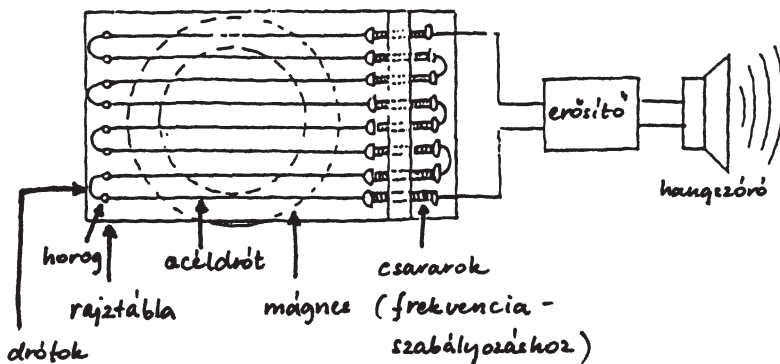 erősítő
hangszóró
horog
acéldrót
csavarok
rajztábla
mágnes
(frekvencia-
szabályozáshoz)
drótok